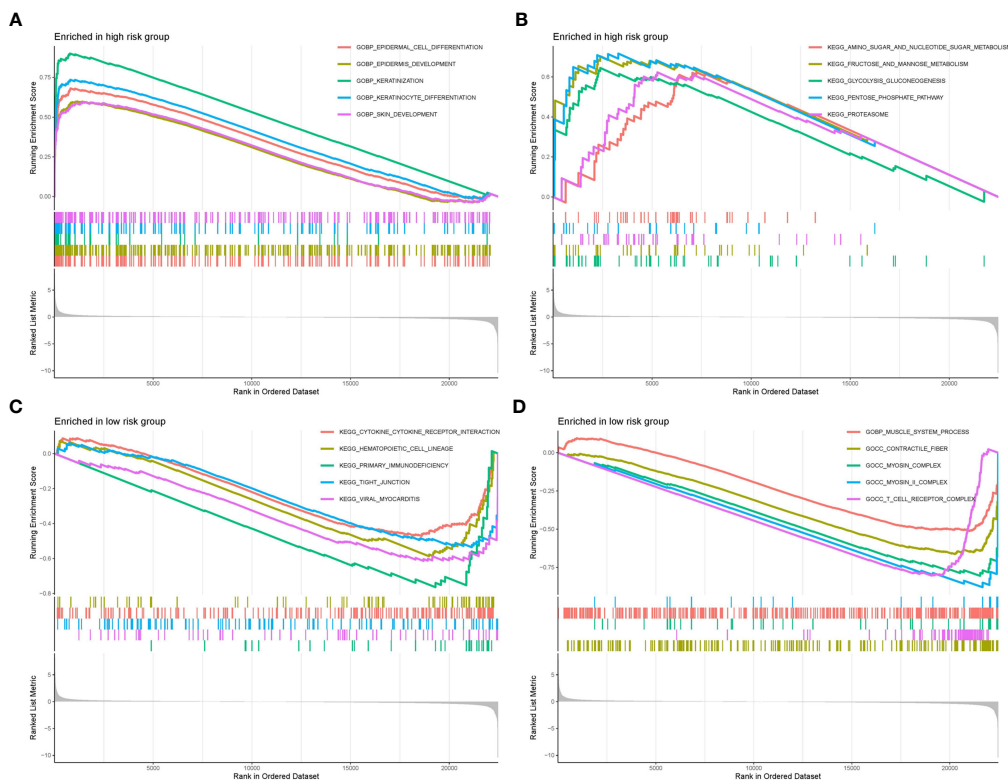 A
Enriched in high risk group
GOBP_EPIDERMAL_CELL_DIFFERENTIATION
GOBP_EPIDERMIS_DEVELOPMENT
GOBP_KERATINIZATION
GOBP_KERATINOCYTE_DIFFERENTIATION
GOBP_SKIN_DEVELOPMENT
Running Enrichment Score
0.75
0.50
0.25
0.00
Ranked List Metric
5
0
−5
−10
5000
10000
15000
20000
Rank in Ordered Dataset
B
Enriched in high risk group
KEGG_AMINO_SUGAR_AND_NUCLEOTIDE_SUGAR_METABOLISM
KEGG_FRUCTOSE_AND_MANNOSE_METABOLISM
KEGG_GLYCOLYSIS_GLUCONEOGENESIS
KEGG_PENTOSE_PHOSPHATE_PATHWAY
KEGG_PROTEASOME
Running Enrichment Score
0.6
0.4
0.2
0.0
Ranked List Metric
5
0
−5
−10
5000
10000
15000
20000
Rank in Ordered Dataset
C
Enriched in low risk group
KEGG_CYTOKINE_CYTOKINE_RECEPTOR_INTERACTION
KEGG_HEMATOPOIETIC_CELL_LINEAGE
KEGG_PRIMARY_IMMUNODEFICIENCY
KEGG_TIGHT_JUNCTION
KEGG_VIRAL_MYOCARDITIS
Running Enrichment Score
0.0
−0.2
−0.4
−0.6
−0.8
Ranked List Metric
5
0
−5
−10
5000
10000
15000
20000
Rank in Ordered Dataset
D
Enriched in low risk group
GOBP_MUSCLE_SYSTEM_PROCESS
GOCC_CONTRACTILE_FIBER
GOCC_MYOSIN_COMPLEX
GOCC_MYOSIN_II_COMPLEX
GOCC_T_CELL_RECEPTOR_COMPLEX
Running Enrichment Score
0.00
−0.25
−0.50
−0.75
Ranked List Metric
5
0
−5
−10
5000
10000
15000
20000
Rank in Ordered Dataset